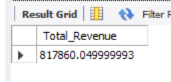 Result Grid Filter R
Total_Revenue
817860.049999993